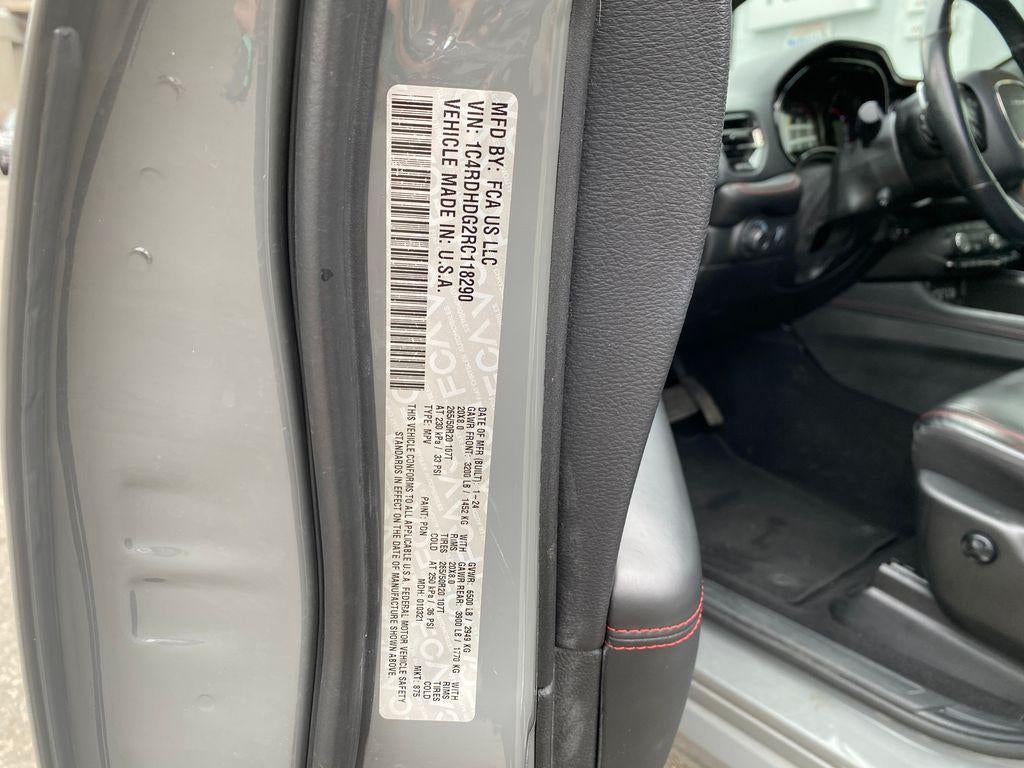 MFD BY: FCA US LLC
VIN: 1C4RDHDG2RC118290
VEHICLE MADE IN: U.S.A.
DATE OF MFR (BUILT) 1-24 GVWR: 6500 LB / 2949 KG
GAWR FRONT: 3200 LB / 1452 KG WITH GAWR REAR: 3900 LB / 1770 KG WITH
20X8.0 RIMS 20X8.0 RIMS
265/50R20 107T TIRES 265/50R20 107T TIRES
AT 230 kPa / 33 PSI COLD AT 250 kPa / 36 PSI COLD
TYPE: MPV PAINT: PDN MDH: 010321 MKT: 875
THIS VEHICLE CONFORMS TO ALL APPLICABLE U.S.A. FEDERAL MOTOR VEHICLE SAFETY
STANDARDS IN EFFECT ON THE DATE OF MANUFACTURE SHOWN ABOVE.